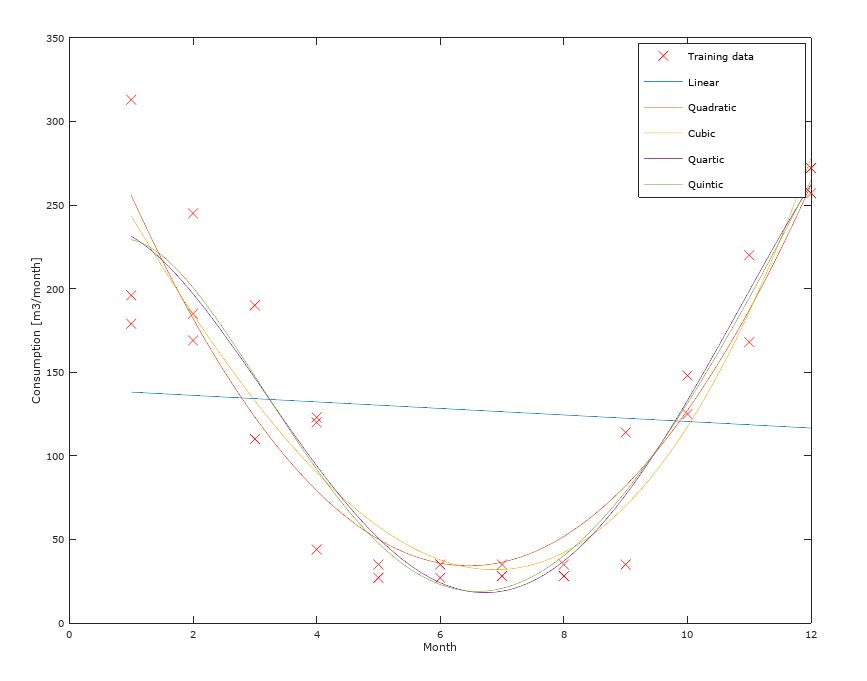 350
300
250
200
150
100
50
0
Consumption [m3/month]
0 2 4 6 8 10 12
Month
Training data
Linear
Quadratic
Cubic
Quartic
Quintic